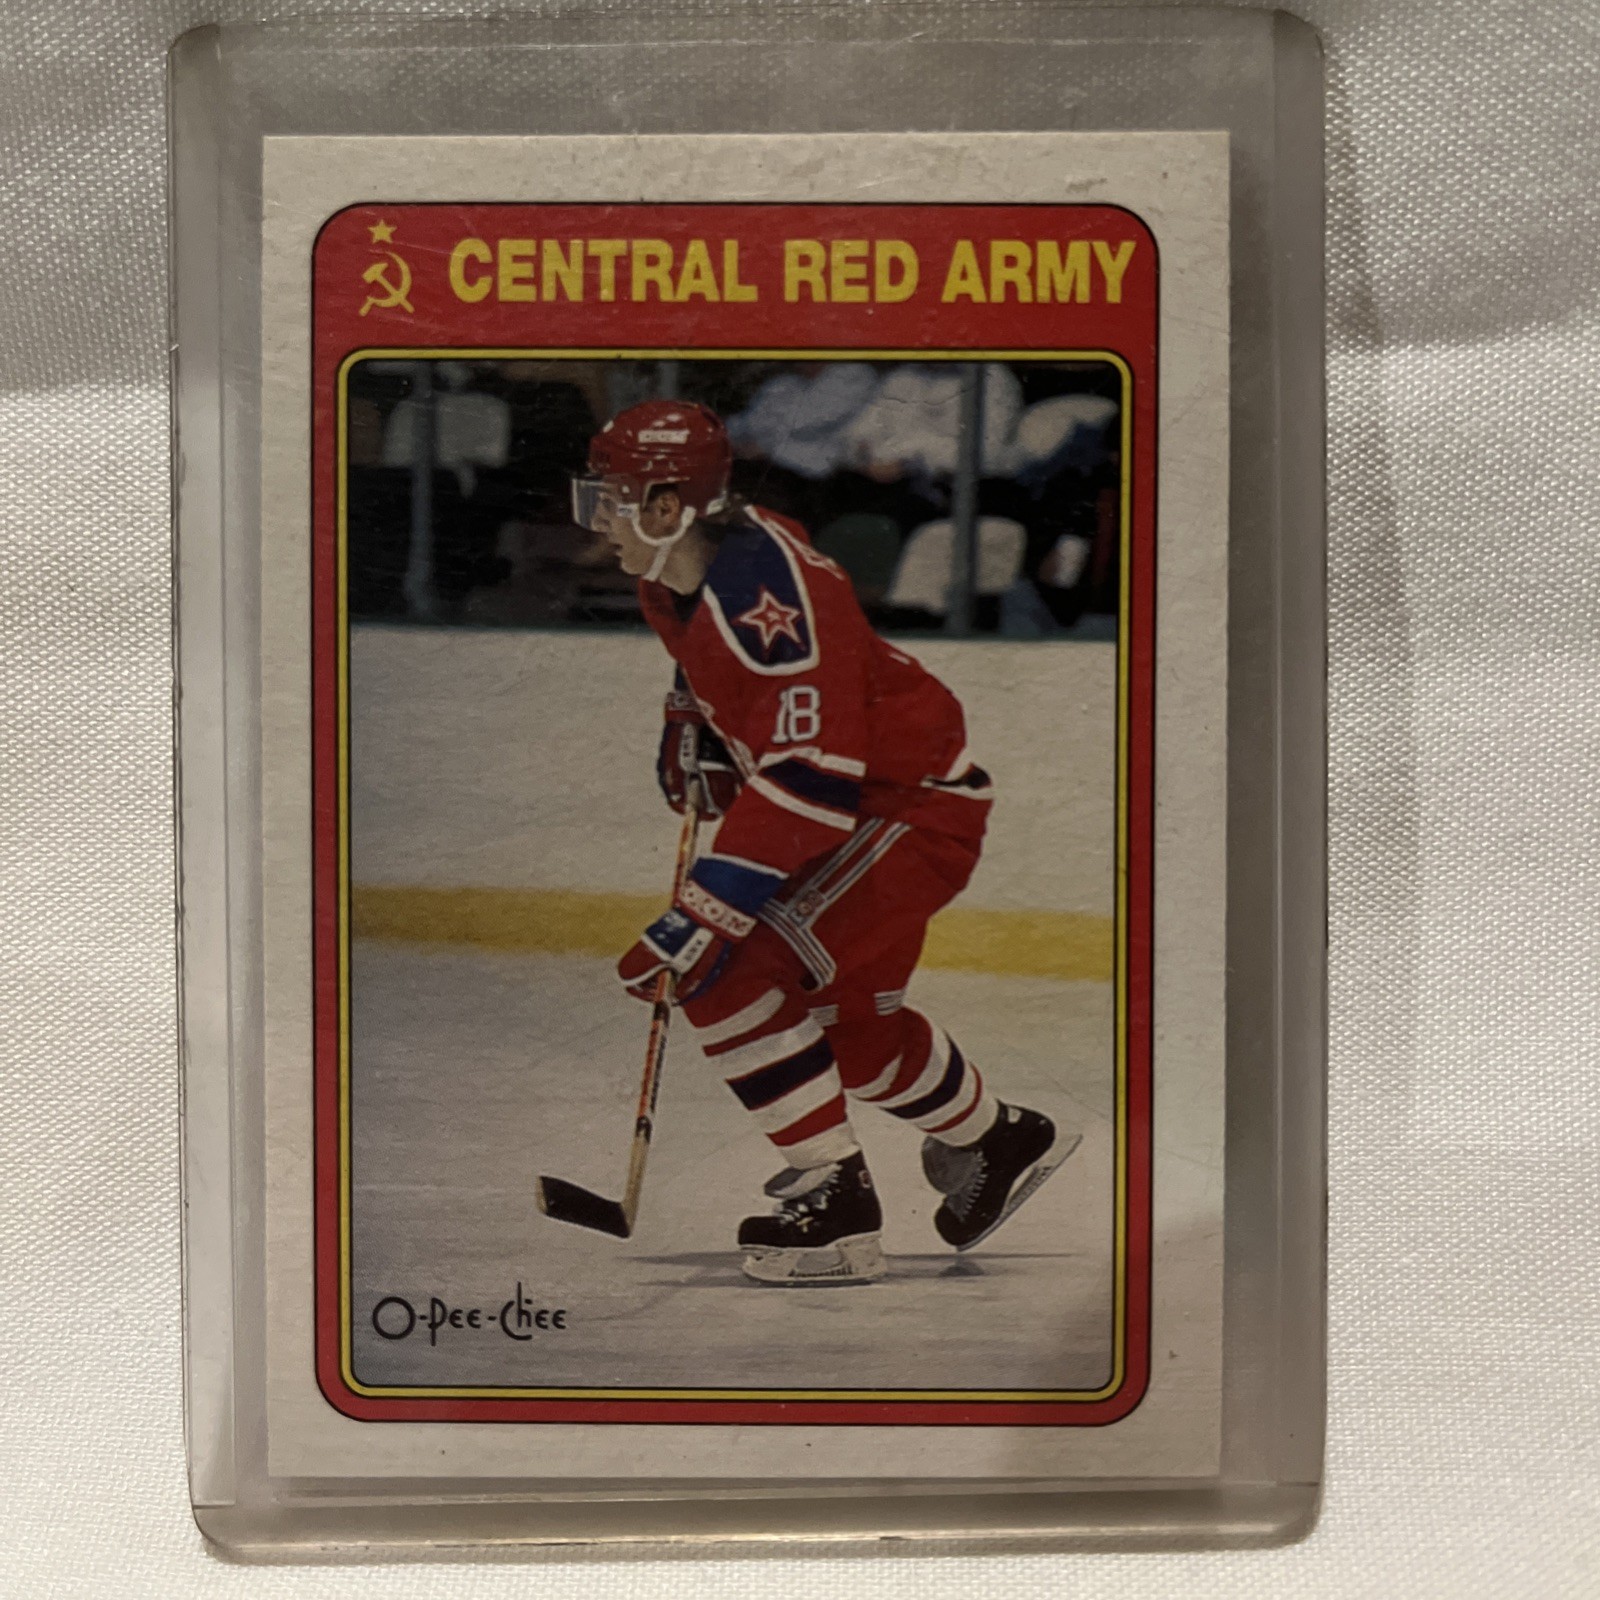 CENTRAL RED ARMY
18
O-Pee-Chee